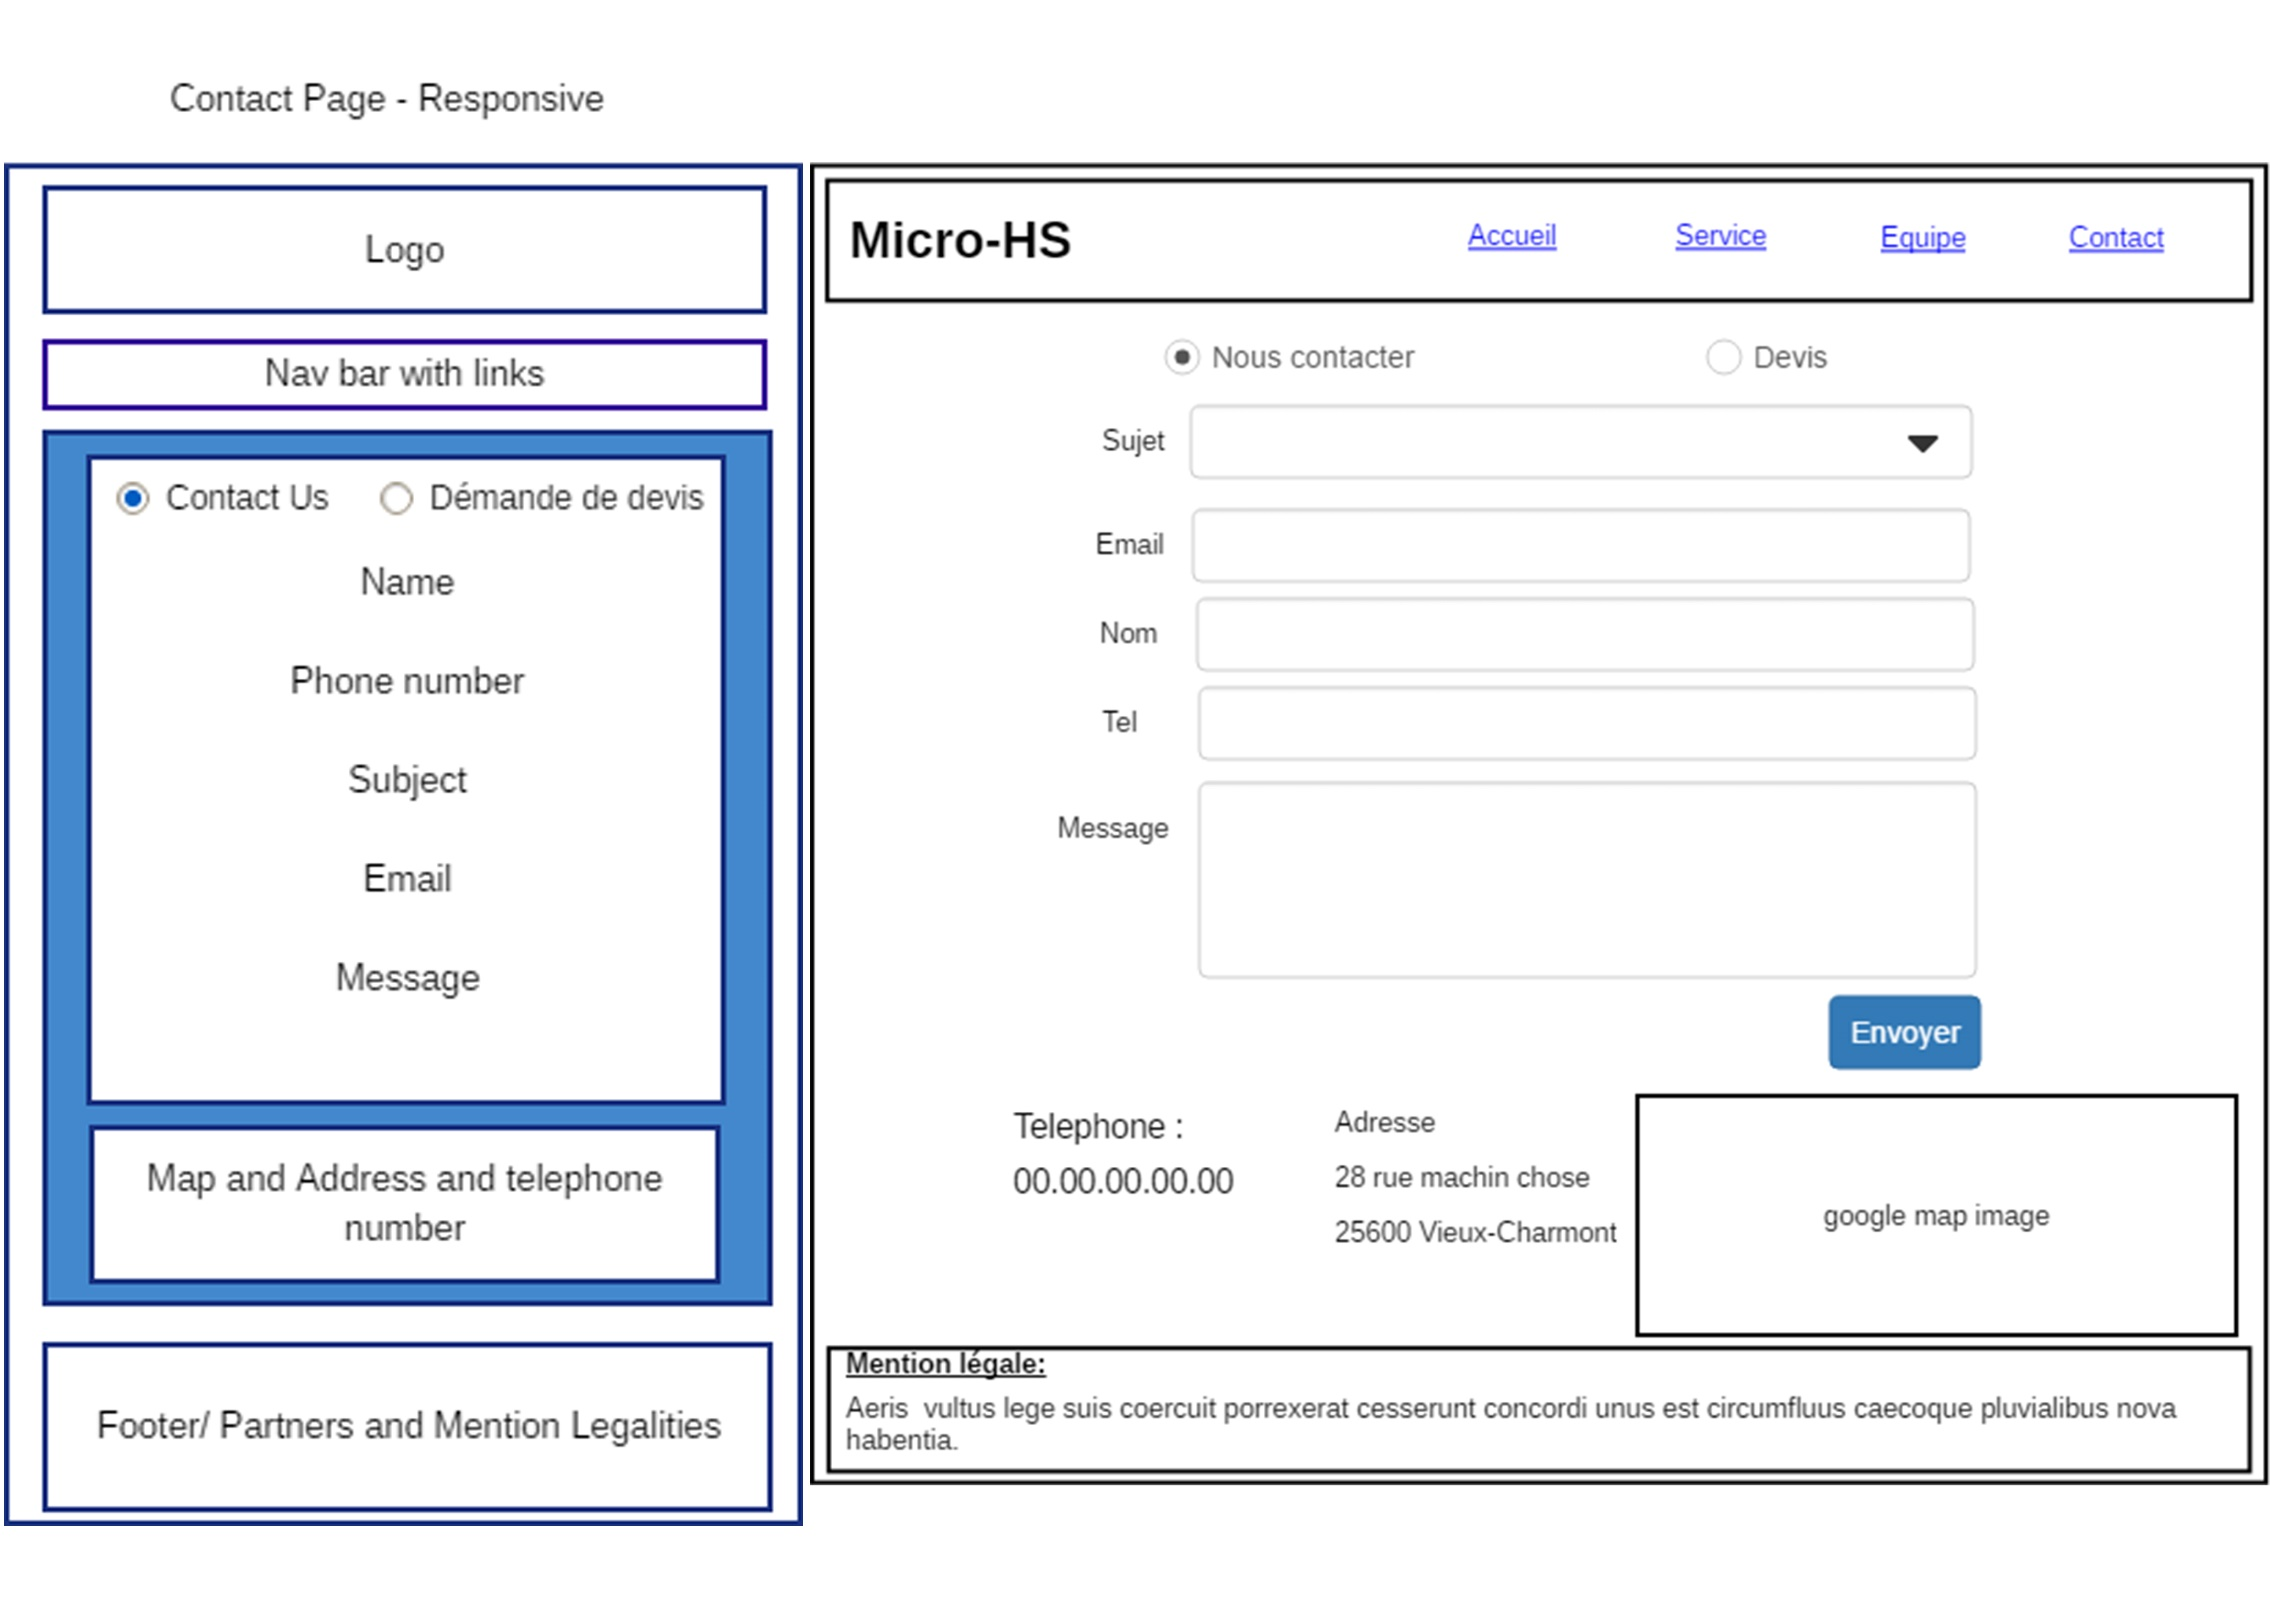 Contact Page - Responsive
Logo
Nav bar with links
Contact Us
Démande de devis
Name
Phone number
Subject
Email
Message
Map and Address and telephone
number
Footer/ Partners and Mention Legalities
Micro-HS
Accueil
Service
Equipe
Contact
Nous contacter
Devis
Sujet
Email
Nom
Tel
Message
Envoyer
Telephone :
00.00.00.00.00
Adresse
28 rue machin chose
25600 Vieux-Charmont
google map image
Mention légale:
Aeris  vultus lege suis coercuit porrexerat cesserunt concordi unus est circumfluus caecoque pluvialibus nova
habentia.